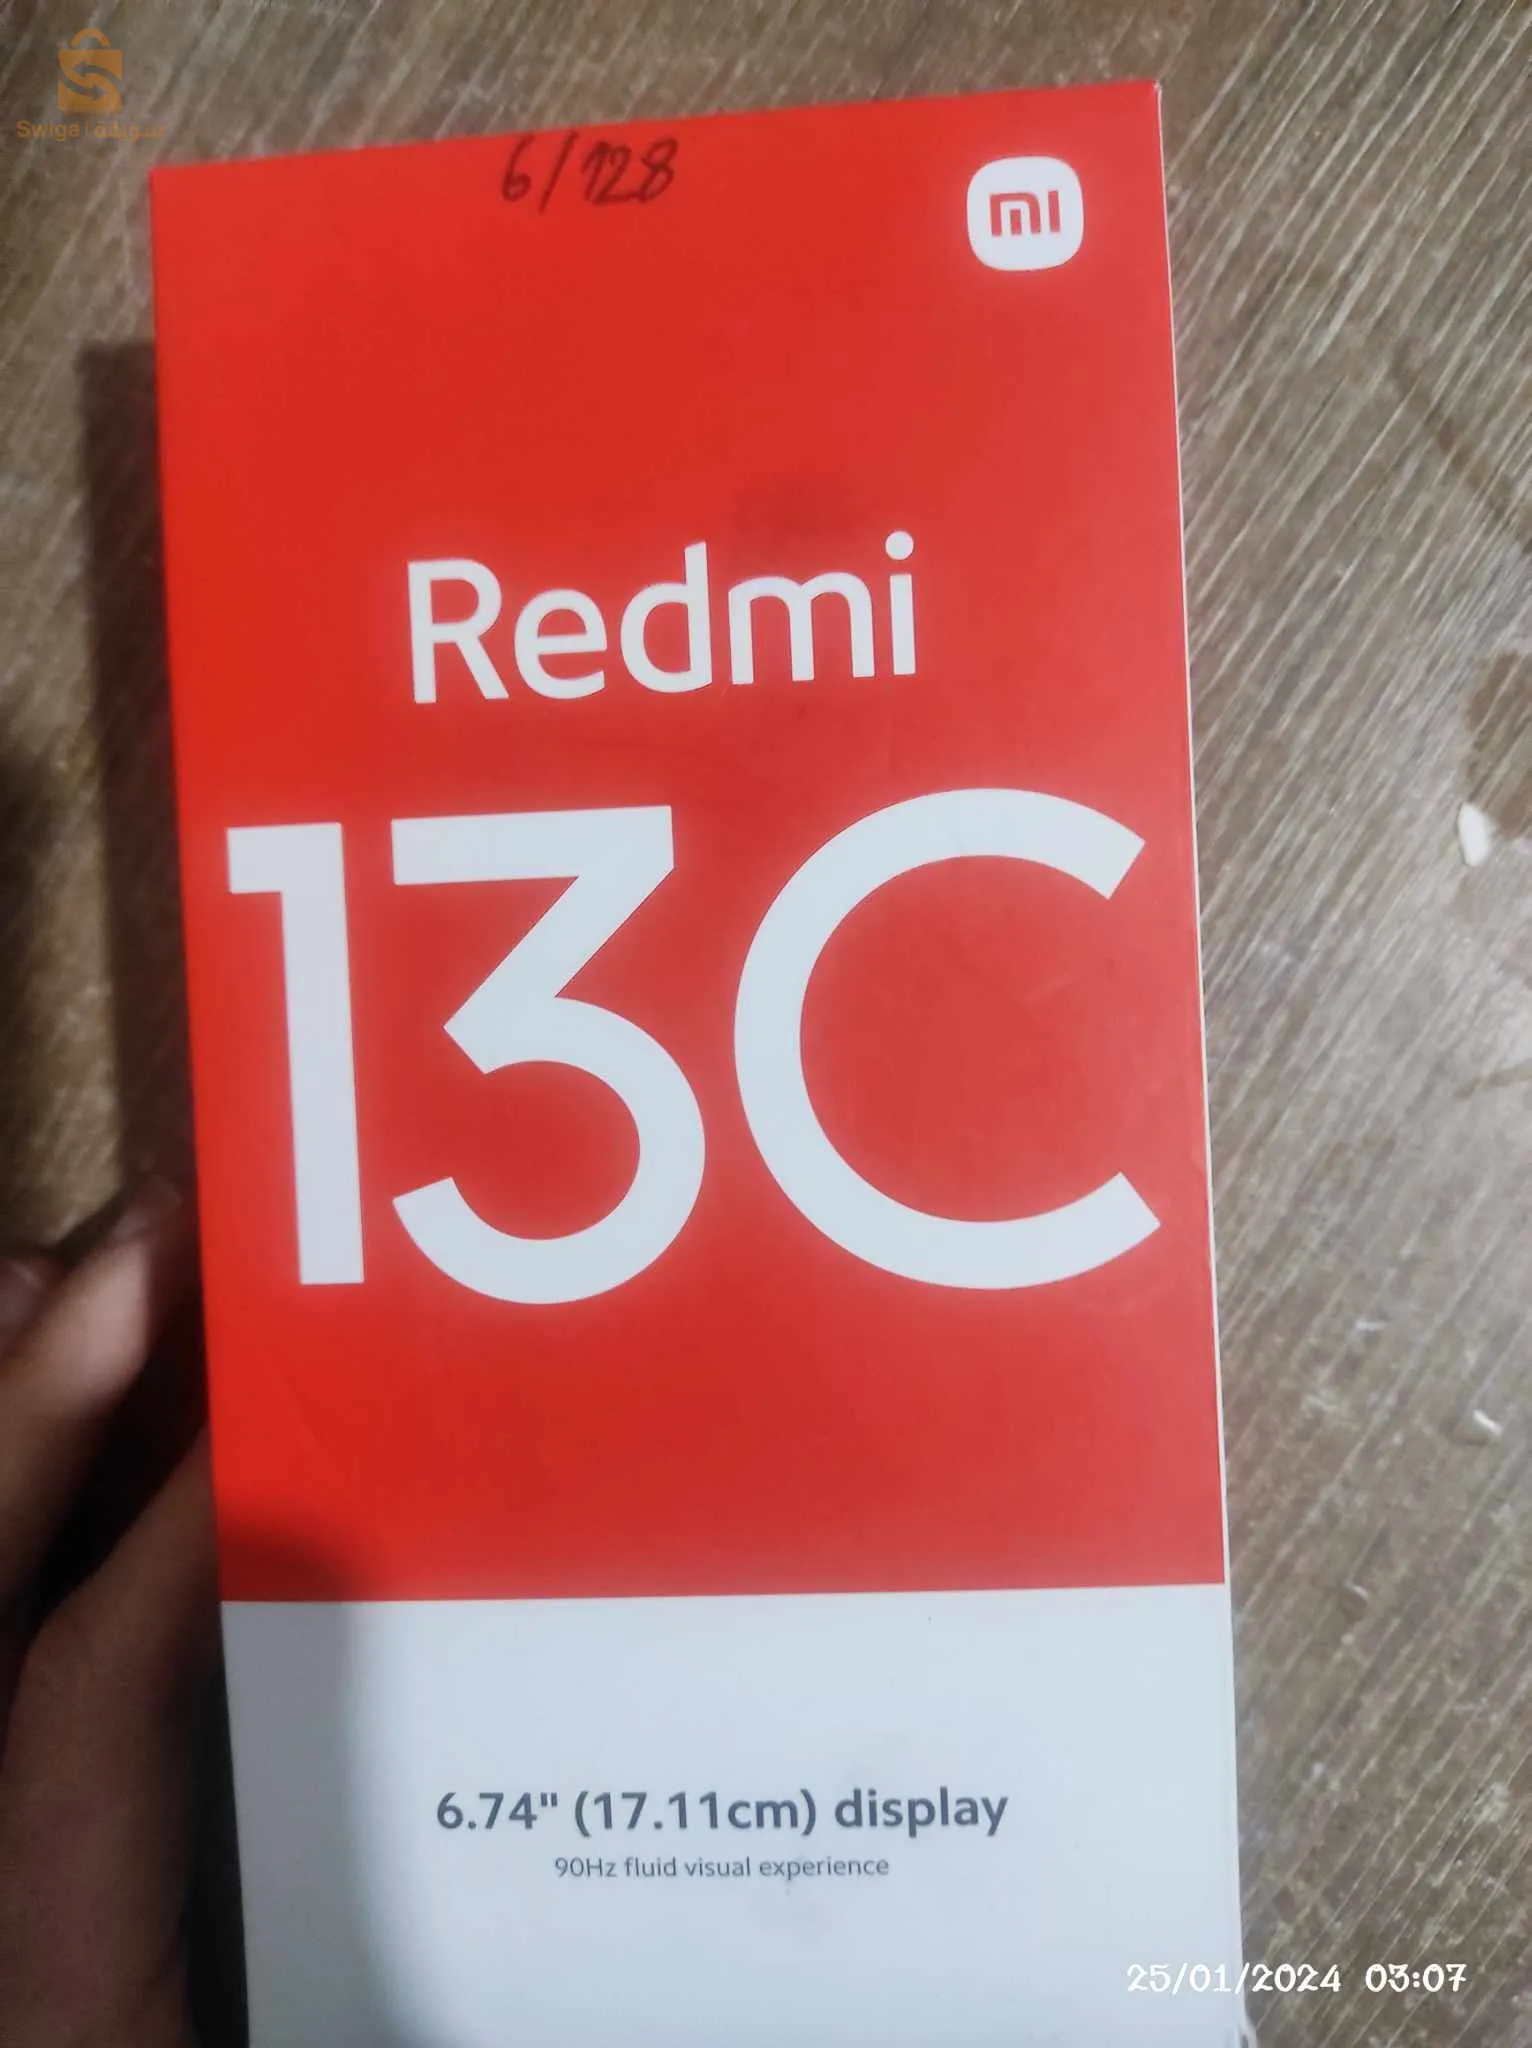 Swiga | سويقة
6/128
mi
Redmi
13C
6.74" (17.11cm) display
90Hz fluid visual experience
25/01/2024 03:07